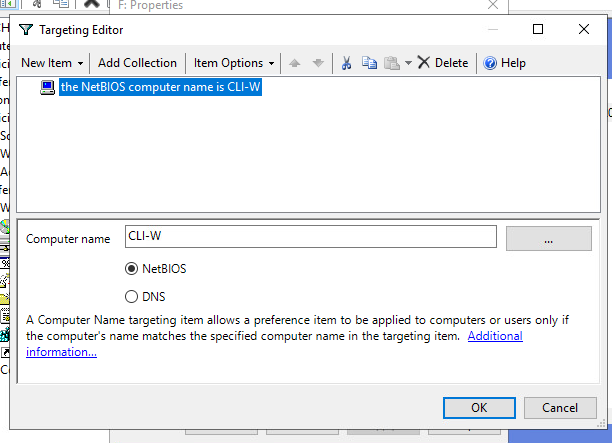 F: Properties
Targeting Editor
New Item Add Collection Item Options Delete Help
the NetBIOS computer name is CLI-W
Computer name CLI-W ...
NetBIOS
DNS
A Computer Name targeting item allows a preference item to be applied to computers or users only if
the computer's name matches the specified computer name in the targeting item. Additional
information...
OK Cancel